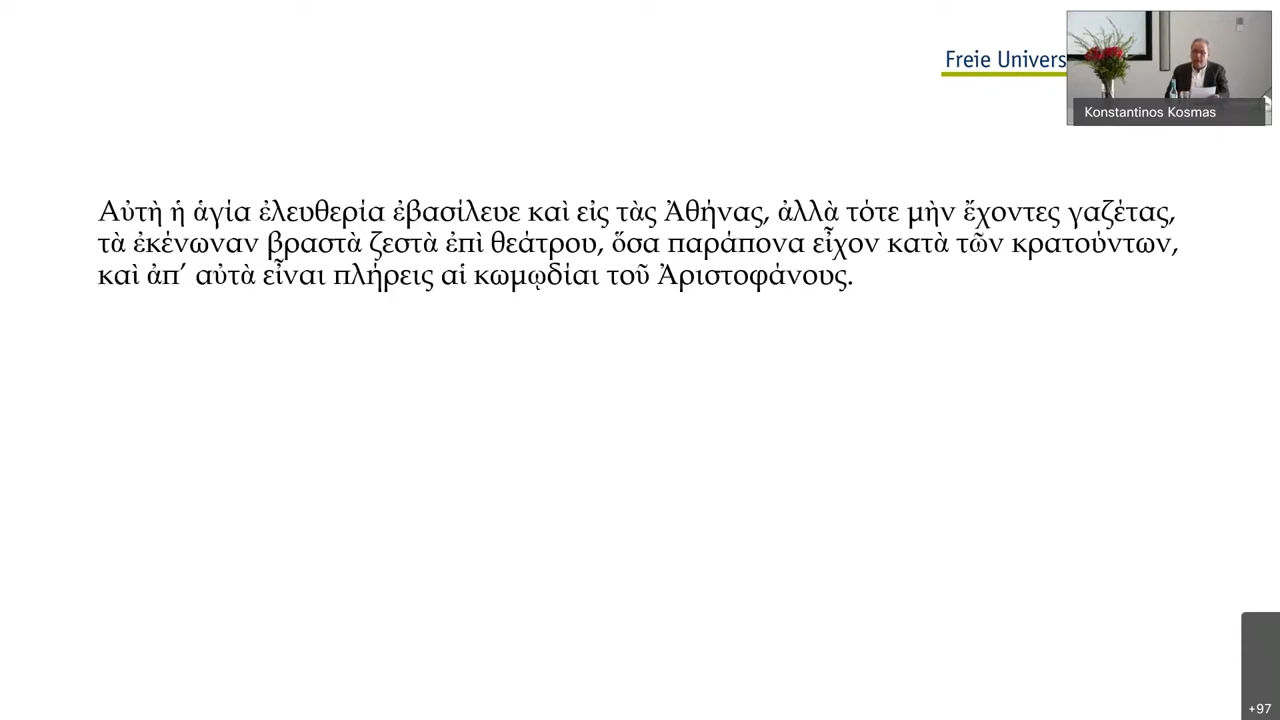 Freie Univers
Konstantinos Kosmas
Αὐτὴ ἡ ἁγία ἐλευθερία ἐβασίλευε καὶ εἰς τὰς Ἀθήνας, ἀλλὰ τότε μὴν ἔχοντες γαζέτας,
τὰ ἐκένωναν βραστὰ ζεστὰ ἐπὶ θεάτρου, ὅσα παράπονα εἶχον κατὰ τῶν κρατούντων,
καὶ ἀπ’ αὐτὰ εἶναι πλήρεις αἱ κωμῳδίαι τοῦ Ἀριστοφάνους.
+97